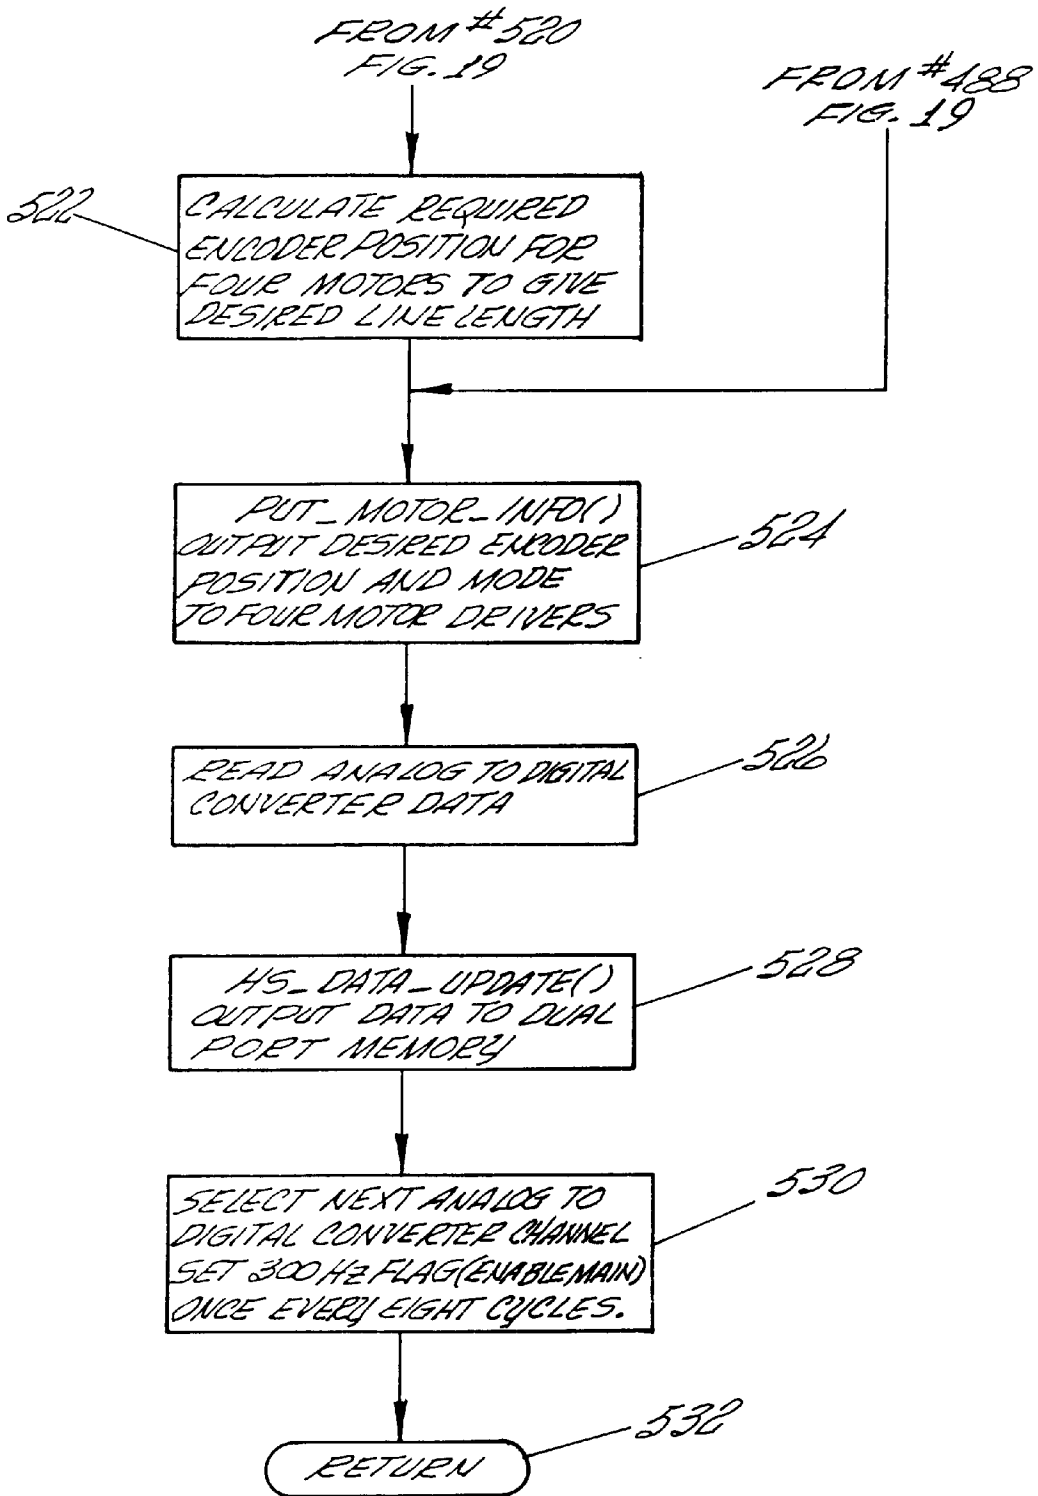 FROM #520
FIG. 19
FROM #488
FIG. 19
522
CALCULATE REQUIRED
ENCODER POSITION FOR
FOUR MOTORS TO GIVE
DESIRED LINE LENGTH
PUT_MOTOR_INFO()
OUTPUT DESIRED ENCODER
POSITION AND MODE
TO FOUR MOTOR DRIVERS
524
READ ANALOG TO DIGITAL
CONVERTER DATA
526
HS_DATA_UPDATE()
OUTPUT DATA TO DUAL
PORT MEMORY
528
SELECT NEXT ANALOG TO
DIGITAL CONVERTER CHANNEL
SET 300 HZ FLAG (ENABLE MAIN)
ONCE EVERY EIGHT CYCLES.
530
RETURN
532